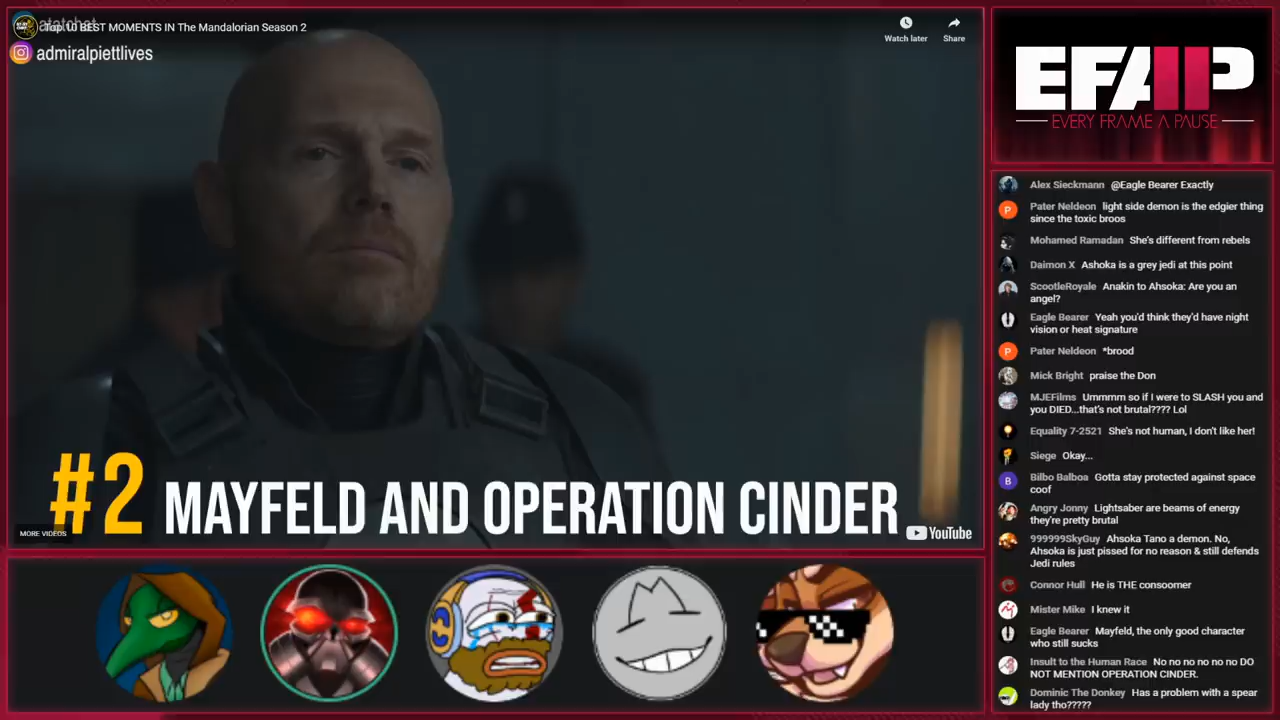 Top 10 BEST MOMENTS IN The Mandalorian Season 2
admiralpiettlives
Watch later
Share
#2 MAYFELD AND OPERATION CINDER
MORE VIDEOS
YouTube
EFAP
EVERY FRAME A PAUSE
Alex Sieckmann @Eagle Bearer Exactly
Pater Neldeon light side demon is the edgier thing
since the toxic broos
Mohamed Ramadan She's different from rebels
Daimon X Ashoka is a grey jedi at this point
ScootleRoyale Anakin to Ahsoka: Are you an
angel?
Eagle Bearer Yeah you'd think they'd have night
vision or heat signature
Pater Neldeon *brood
Mick Bright praise the Don
MJEFilms Ummmm so if i were to SLASH you and
you DIED...that's not brutal???? Lol
Equality 7-2521 She's not human, I don't like her!
Siege Okay...
Bilbo Balboa Gotta stay protected against space
coof
Angry Jonny Lightsaber are beams of energy
they're pretty brutal
999999SkyGuy Ahsoka Tano a demon. No,
Ahsoka is just pissed for no reason & still defends
Jedi rules
Connor Hull He is THE consoomer
Mister Mike I knew it
Eagle Bearer Mayfeld, the only good character
who still sucks
Insult to the Human Race No no no no no no DO
NOT MENTION OPERATION CINDER.
Dominic The Donkey Has a problem with a spear
lady tho?????